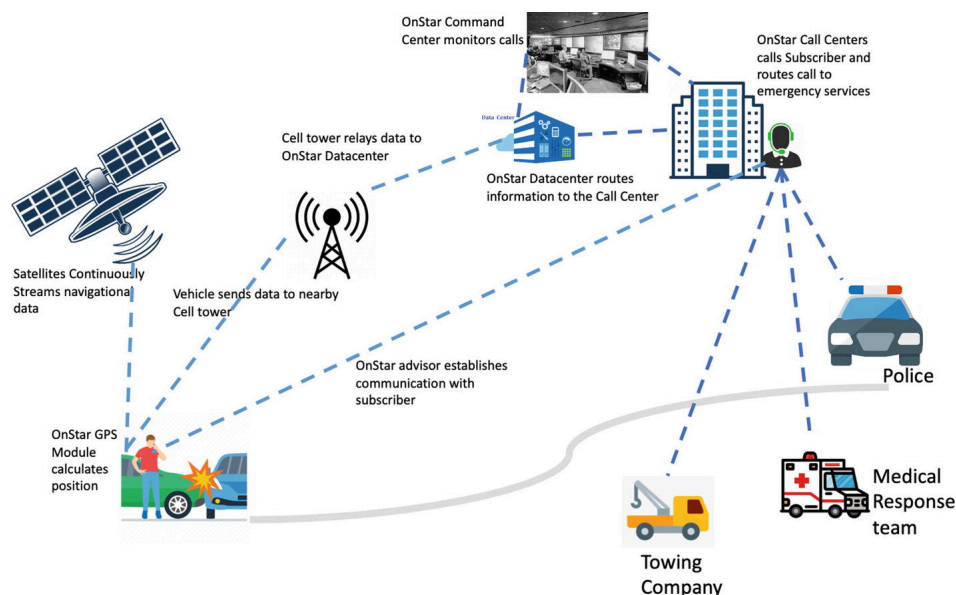 OnStar Command
Center monitors calls
OnStar Call Centers
calls Subscriber and
routes call to
emergency services
Data Center
Cell tower relays data to
OnStar Datacenter
OnStar Datacenter routes
information to the Call Center
Satellites Continuously
Streams navigational
data
Vehicle sends data to nearby
Cell tower
OnStar advisor establishes
communication with
subscriber
Police
OnStar GPS
Module
calculates
position
Medical
Response
team
Towing
Company